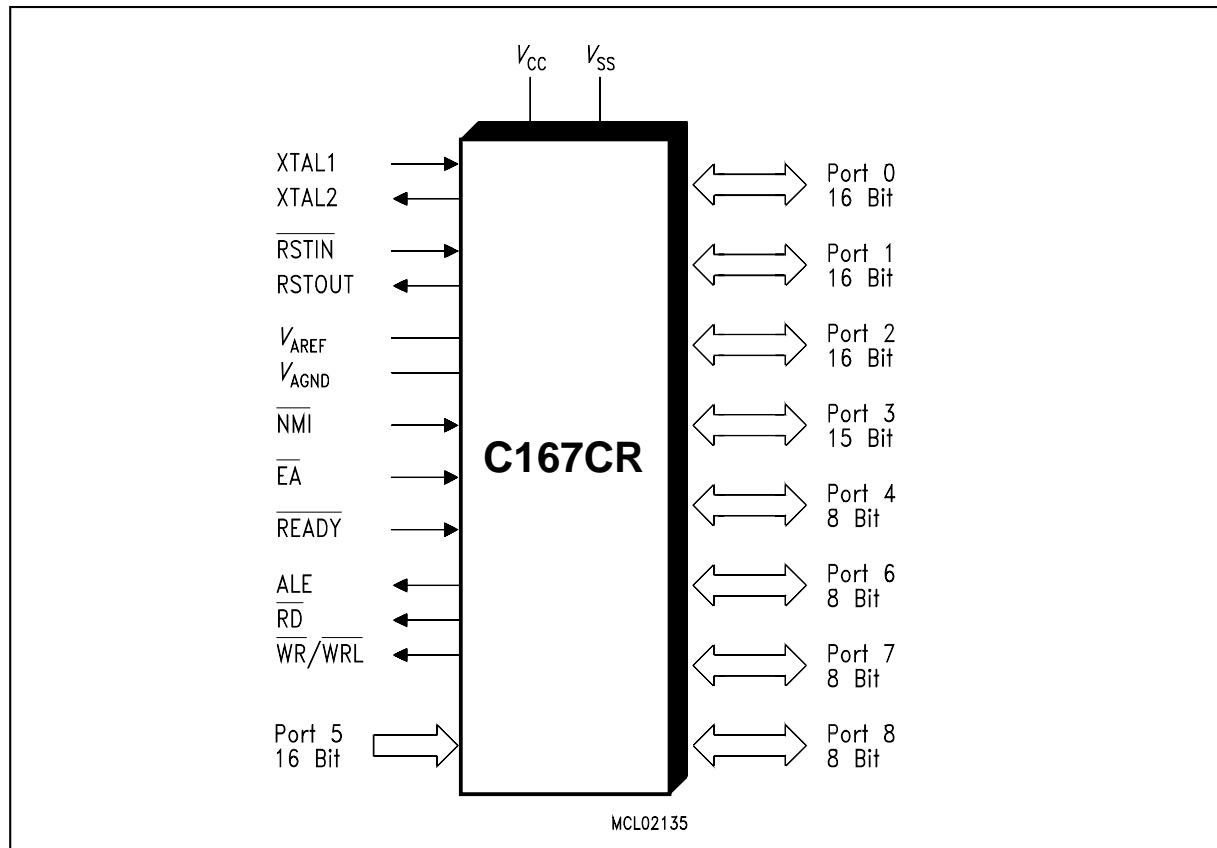 VCC VSS
XTAL1
XTAL2
RSTIN
RSTOUT
VAREF
VAGND
NMI
EA
READY
ALE
RD
WR/WRL
Port 5
16 Bit
C167CR
Port 0
16 Bit
Port 1
16 Bit
Port 2
16 Bit
Port 3
15 Bit
Port 4
8 Bit
Port 6
8 Bit
Port 7
8 Bit
Port 8
8 Bit
MCL02135